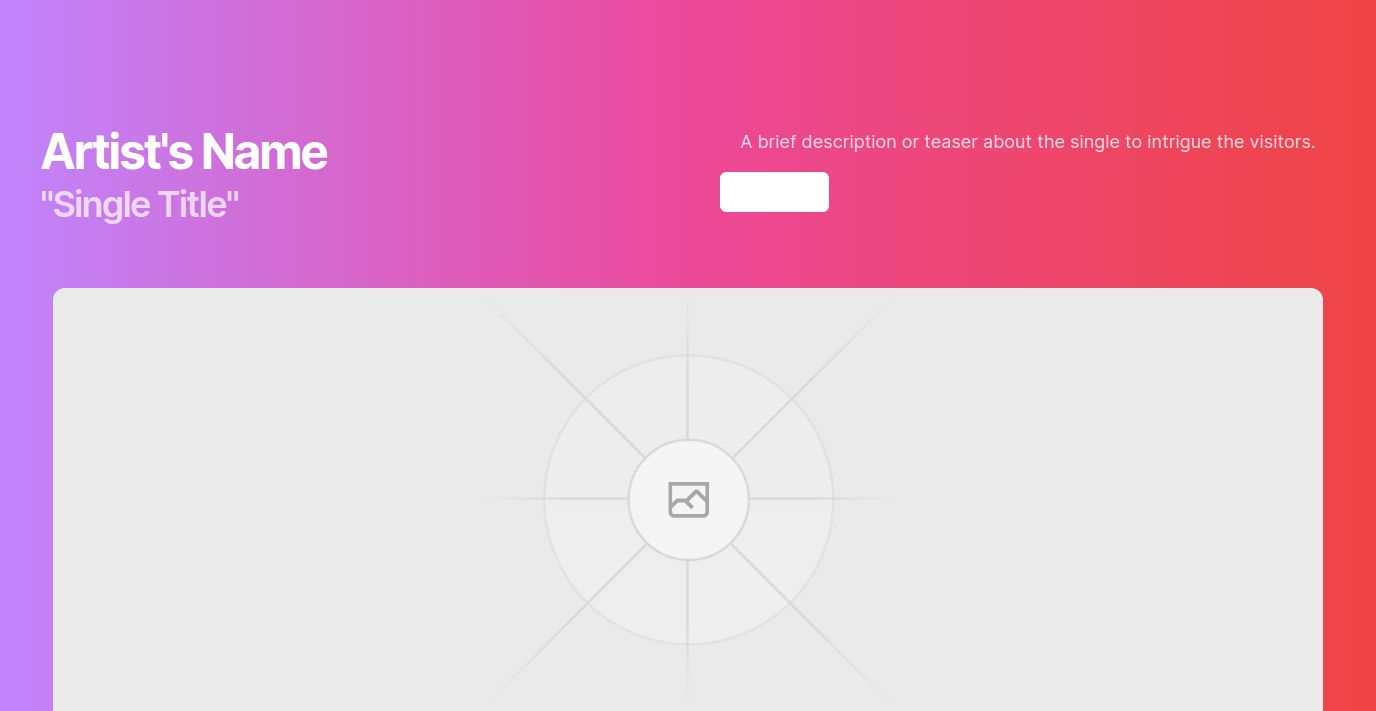 Artist's Name
"Single Title"
A brief description or teaser about the single to intrigue the visitors.